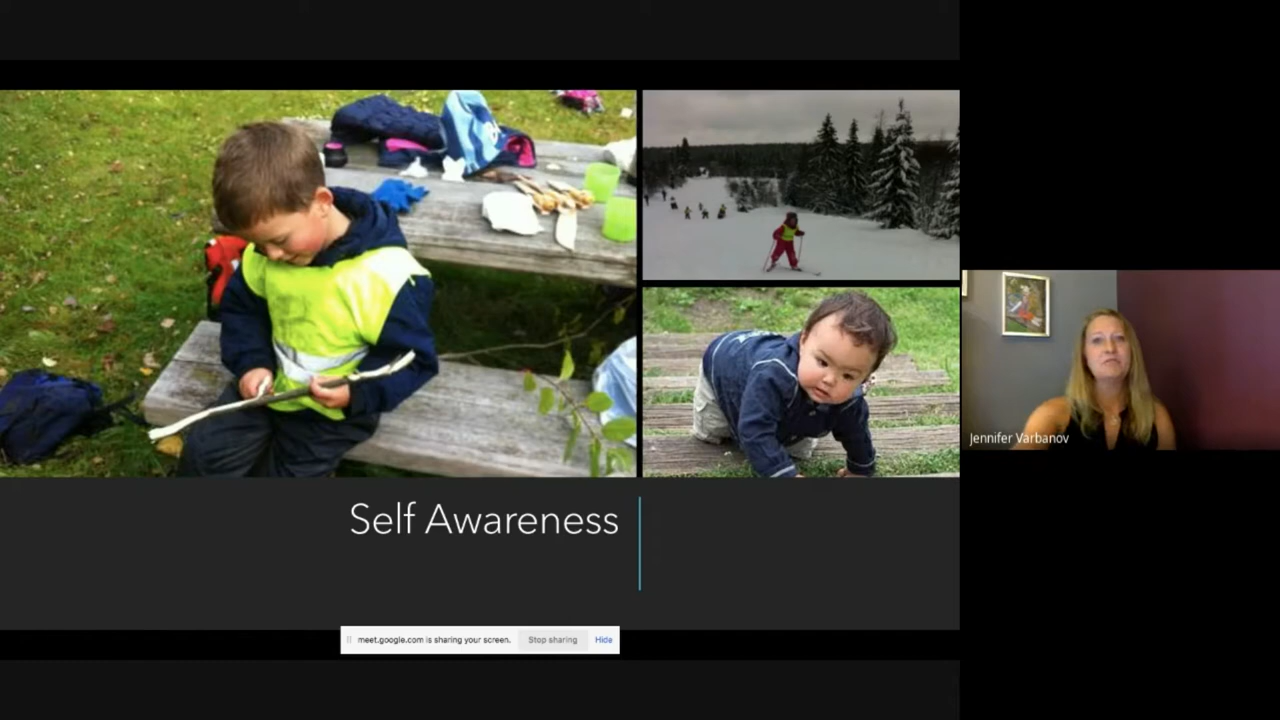 Jennifer Varbanov
Self Awareness
meet.google.com is sharing your screen. Stop sharing Hide